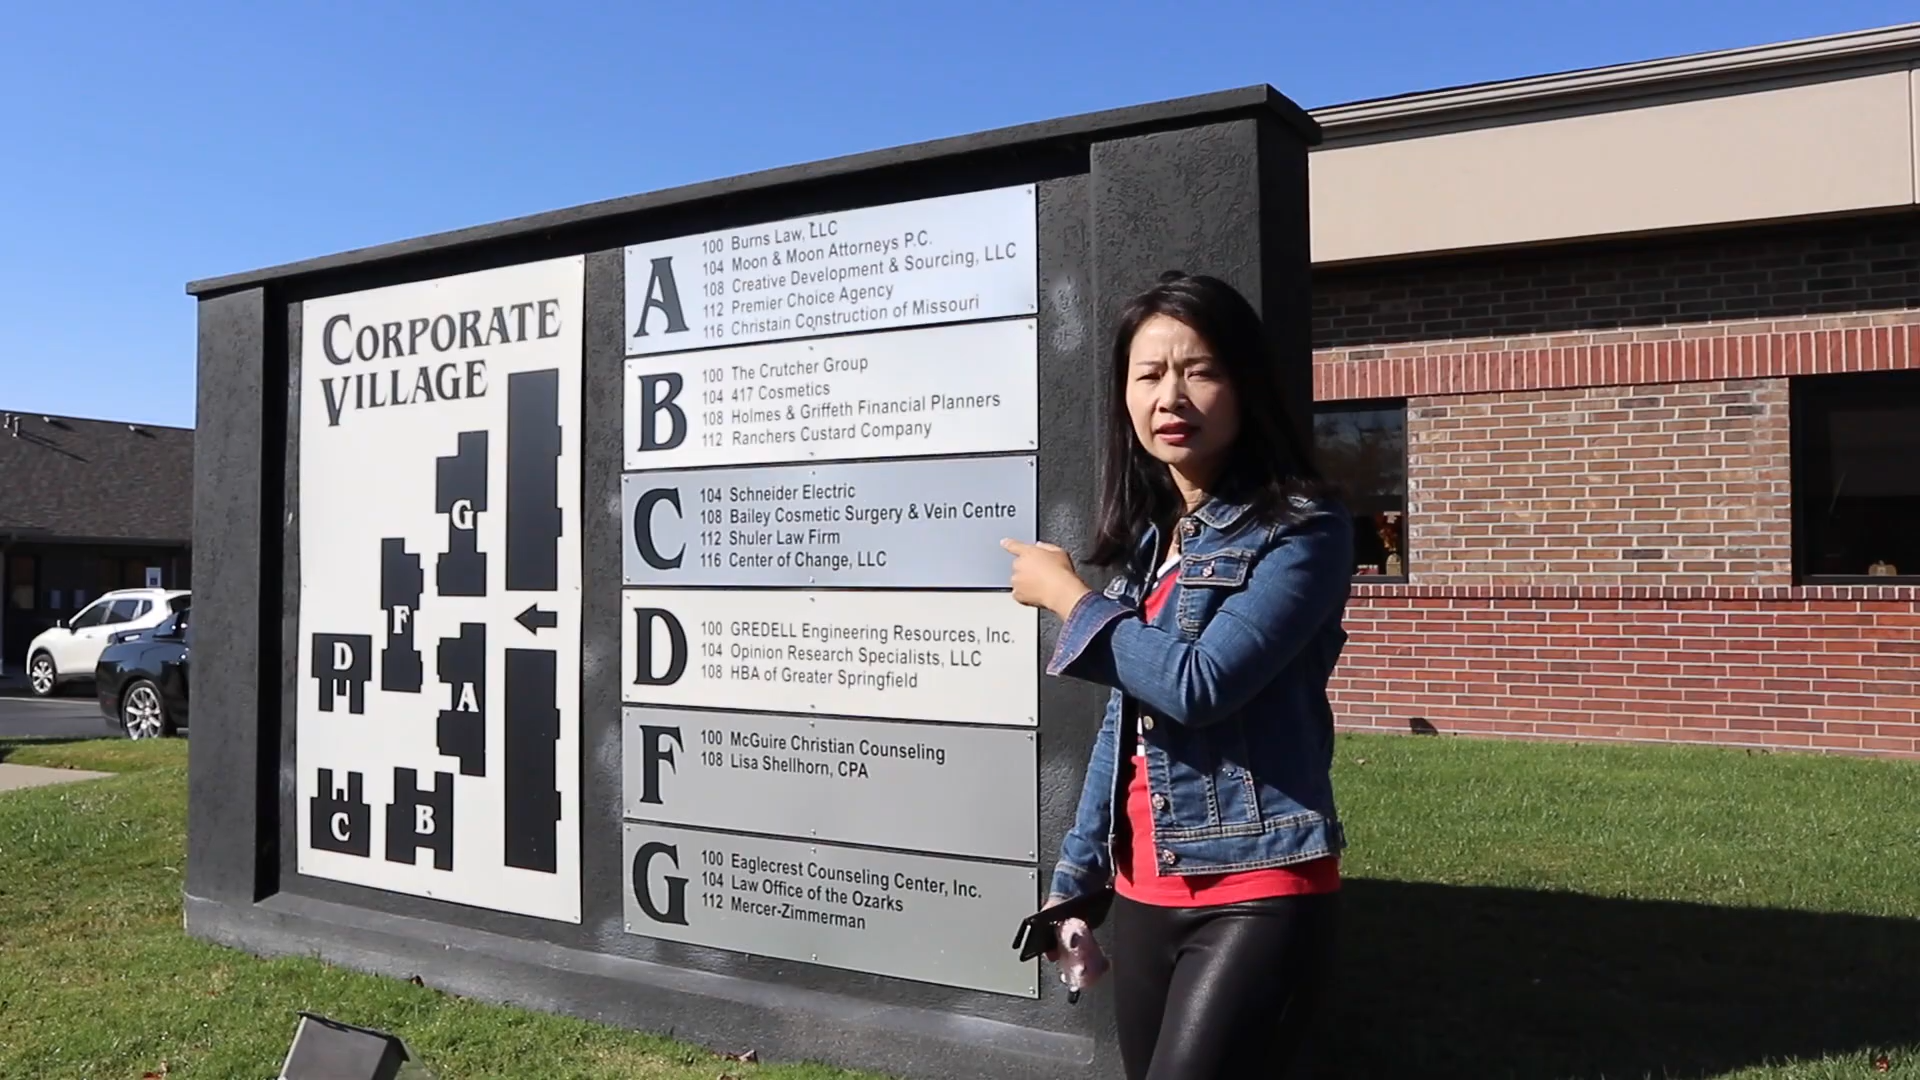 CORPORATE
VILLAGE
G
F
D
A
C
B
A
100 Burns Law, LLC
104 Moon & Moon Attorneys P.C.
108 Creative Development & Sourcing, LLC
112 Premier Choice Agency
116 Christain Construction of Missouri
B
100 The Crutcher Group
104 417 Cosmetics
108 Holmes & Griffeth Financial Planners
112 Ranchers Custard Company
C
104 Schneider Electric
108 Bailey Cosmetic Surgery & Vein Centre
112 Shuler Law Firm
116 Center of Change, LLC
D
100 GREDELL Engineering Resources, Inc.
104 Opinion Research Specialists, LLC
108 HBA of Greater Springfield
F
100 McGuire Christian Counseling
108 Lisa Shellhorn, CPA
G
100 Eaglecrest Counseling Center, Inc.
104 Law Office of the Ozarks
112 Mercer-Zimmerman